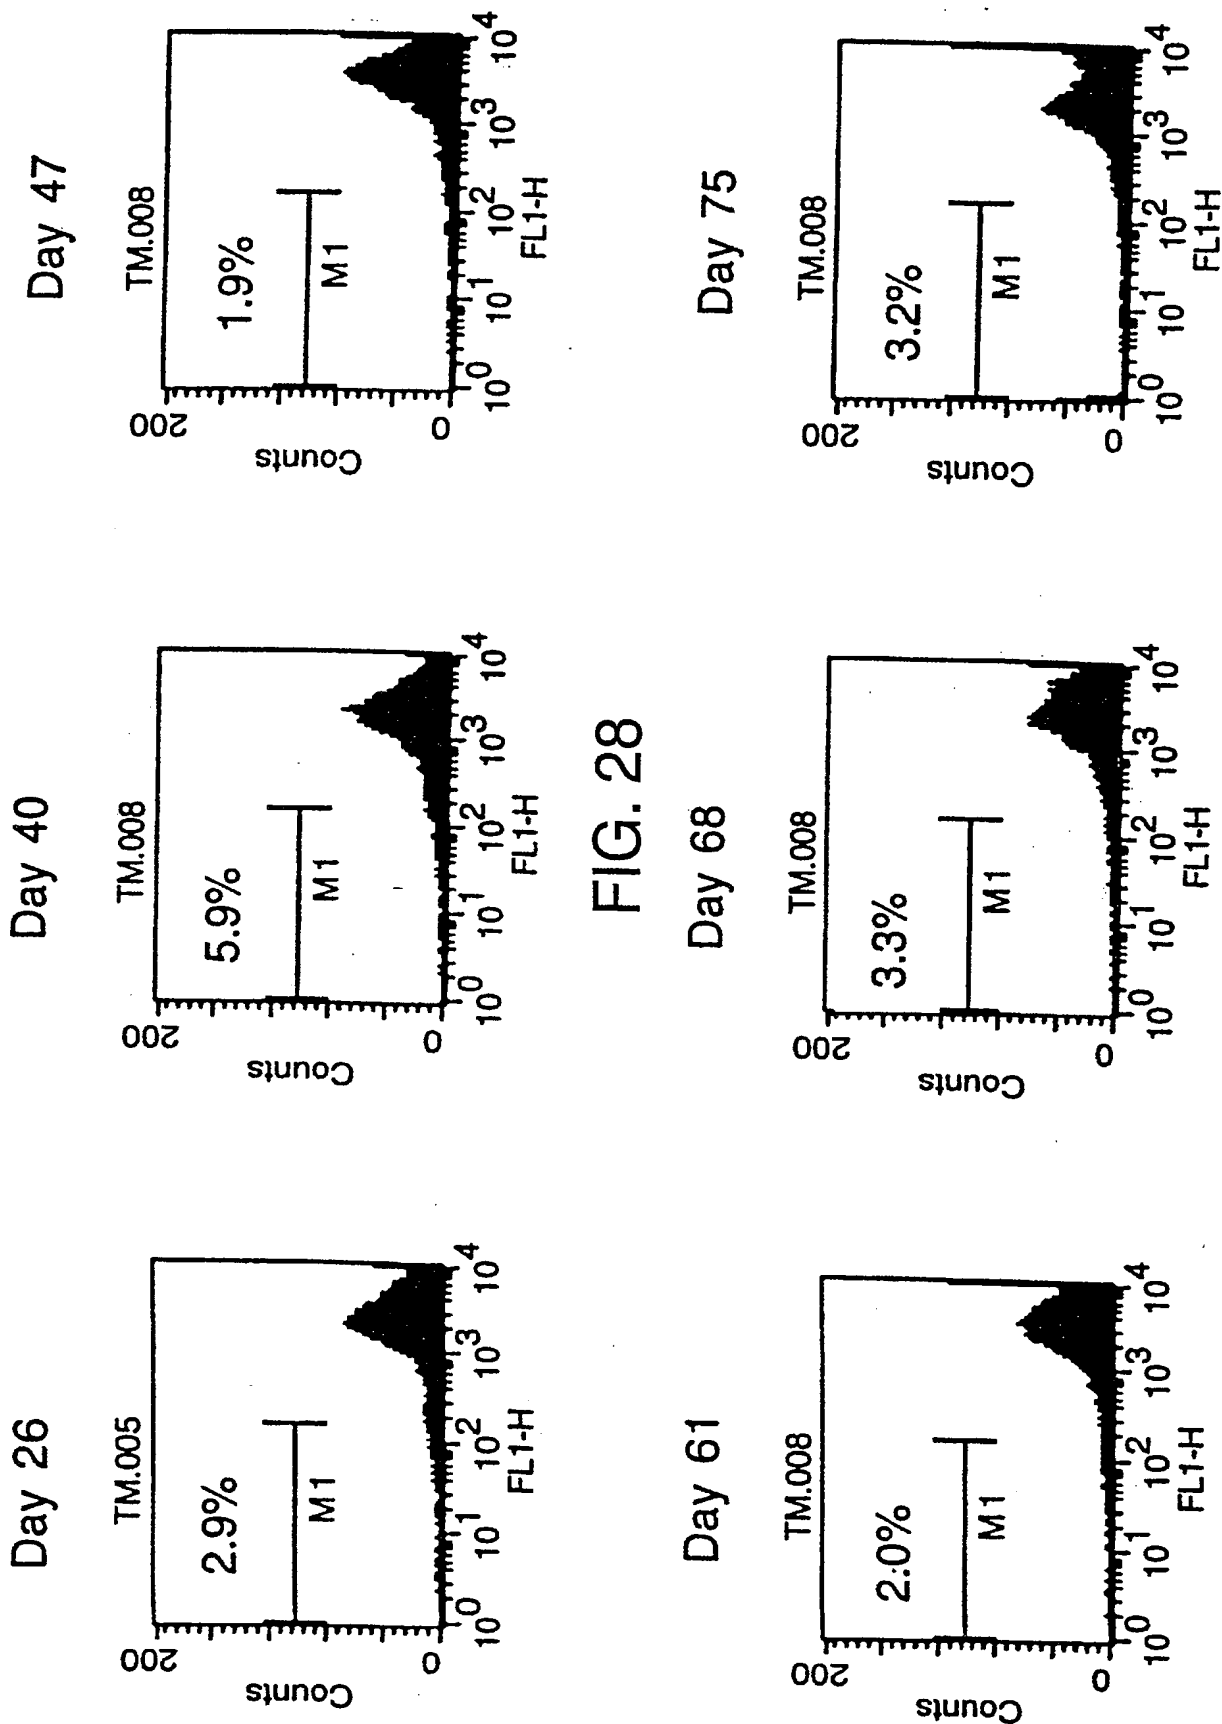 Day 26
TM.005
200
2.9%
M1
Counts
0
10^0 10^1 10^2 10^3 10^4
FL1-H
Day 40
TM.008
200
5.9%
M1
Counts
0
10^0 10^1 10^2 10^3 10^4
FL1-H
Day 47
TM.008
200
1.9%
M1
Counts
0
10^0 10^1 10^2 10^3 10^4
FL1-H
FIG. 28
Day 61
TM.008
200
2.0%
M1
Counts
0
10^0 10^1 10^2 10^3 10^4
FL1-H
Day 68
TM.008
200
3.3%
M1
Counts
0
10^0 10^1 10^2 10^3 10^4
FL1-H
Day 75
TM.008
200
3.2%
M1
Counts
0
10^0 10^1 10^2 10^3 10^4
FL1-H